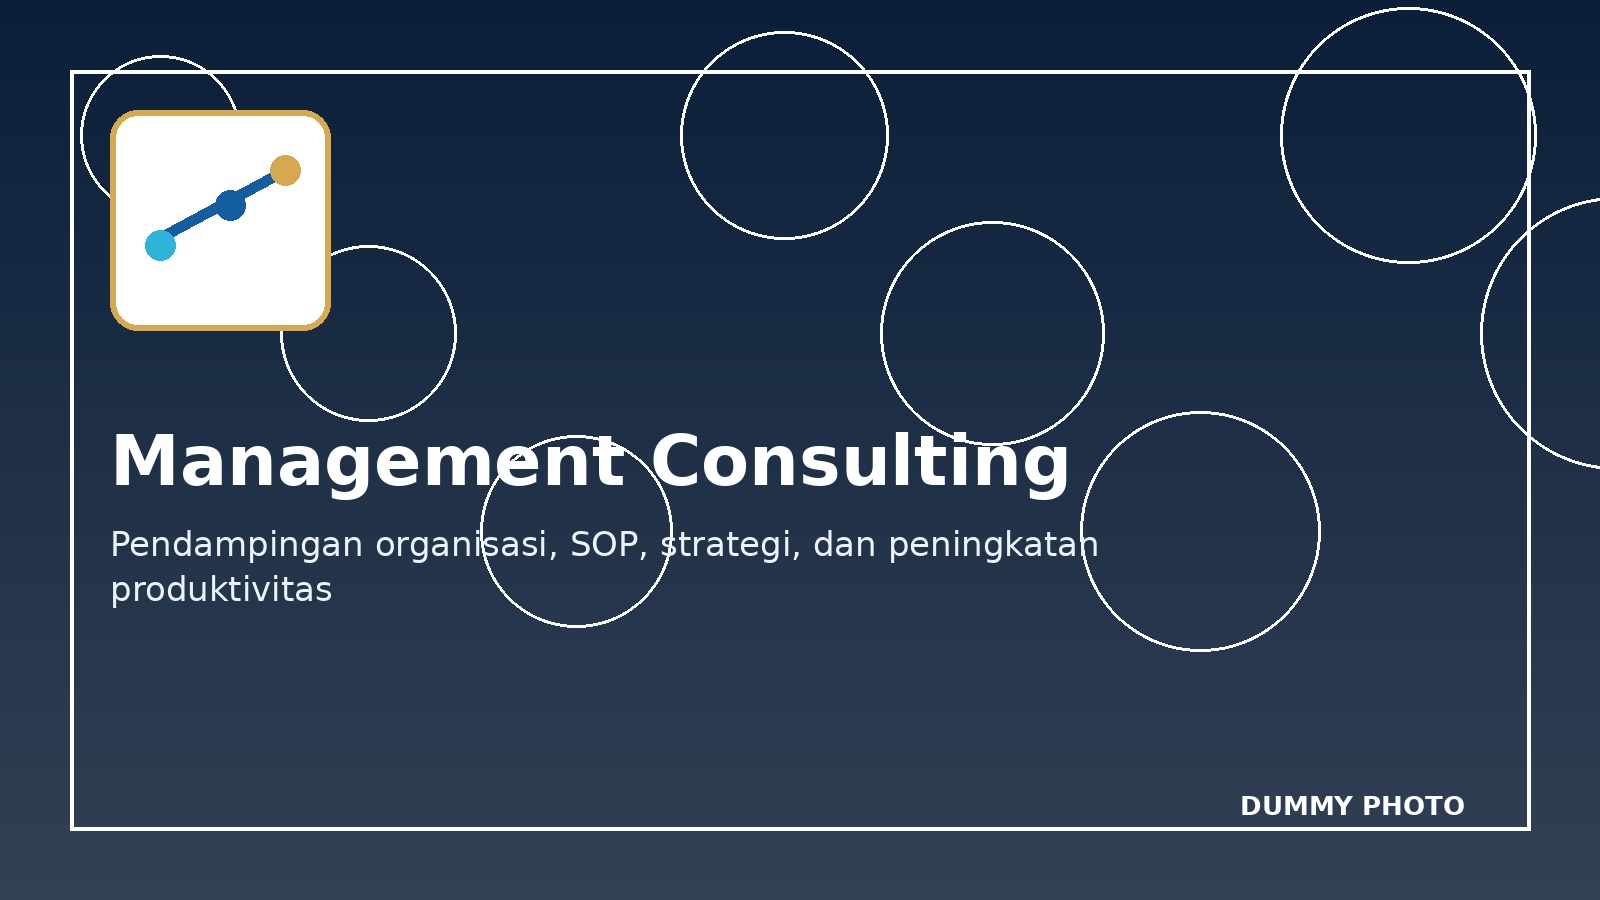 Management Consulting
Pendampingan organisasi, SOP, strategi, dan peningkatan
produktivitas
DUMMY PHOTO